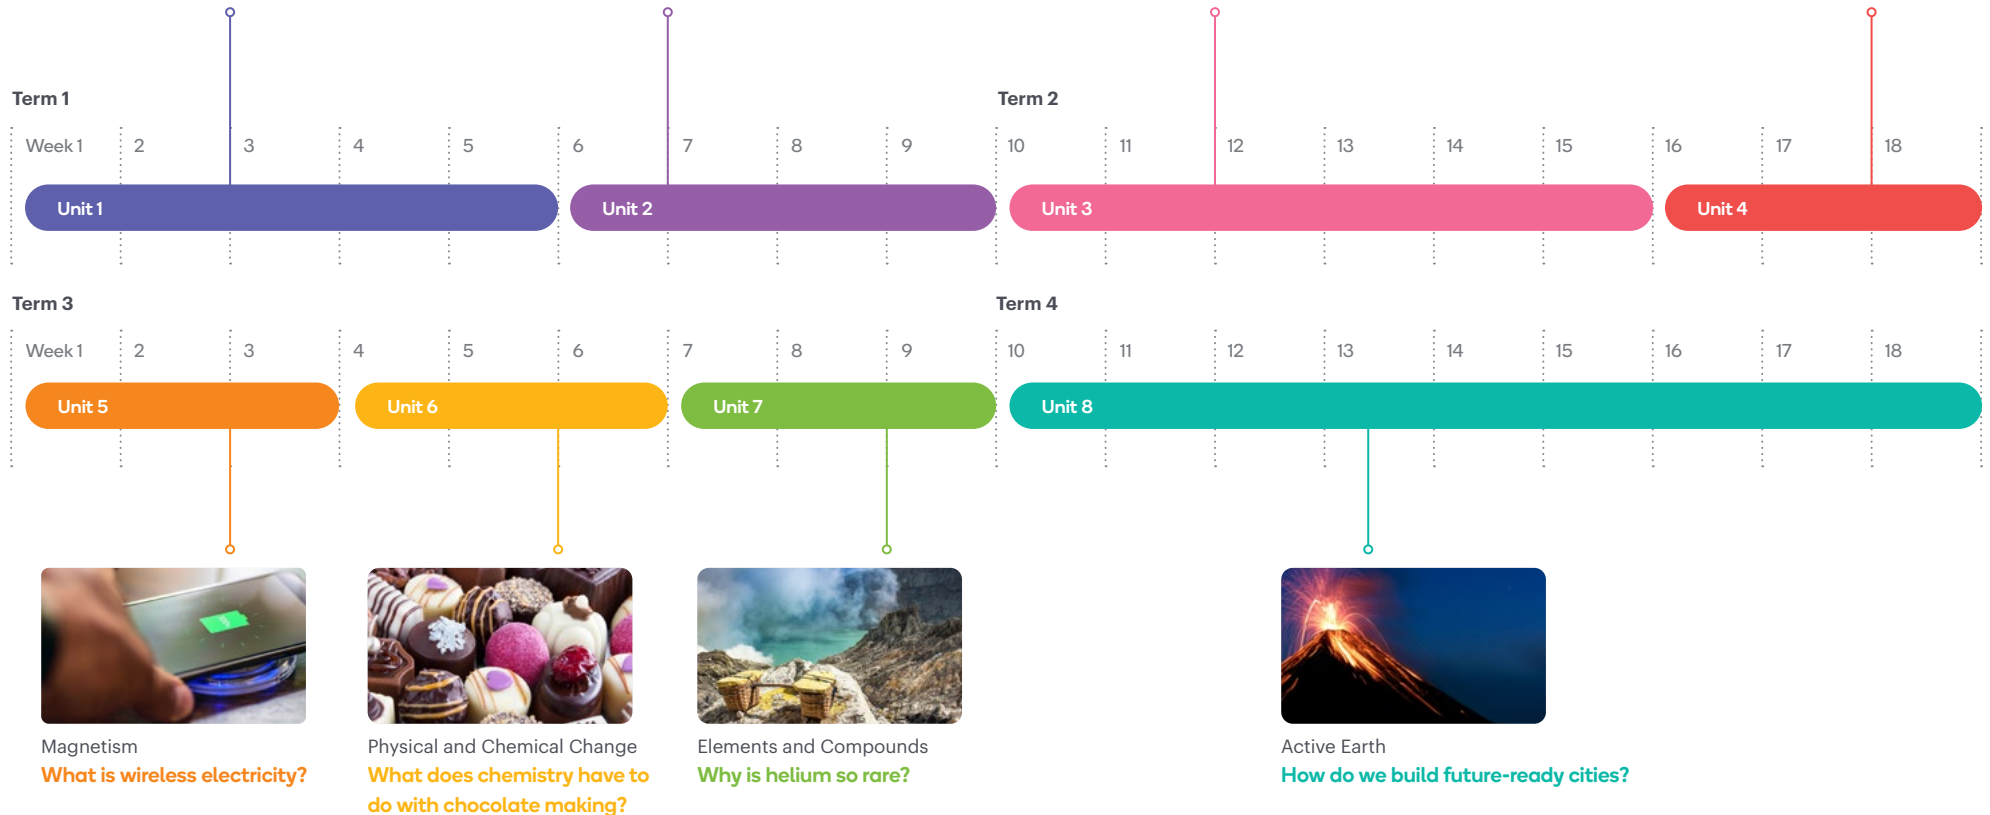 Term 1
Term 2
Week 1 2 3 4 5 6 7 8 9 10 11 12 13 14 15 16 17 18
Unit 1
Unit 2
Unit 3
Unit 4
Term 3
Term 4
Week 1 2 3 4 5 6 7 8 9 10 11 12 13 14 15 16 17 18
Unit 5
Unit 6
Unit 7
Unit 8
Magnetism
What is wireless electricity?
Physical and Chemical Change
What does chemistry have to
do with chocolate making?
Elements and Compounds
Why is helium so rare?
Active Earth
How do we build future-ready cities?